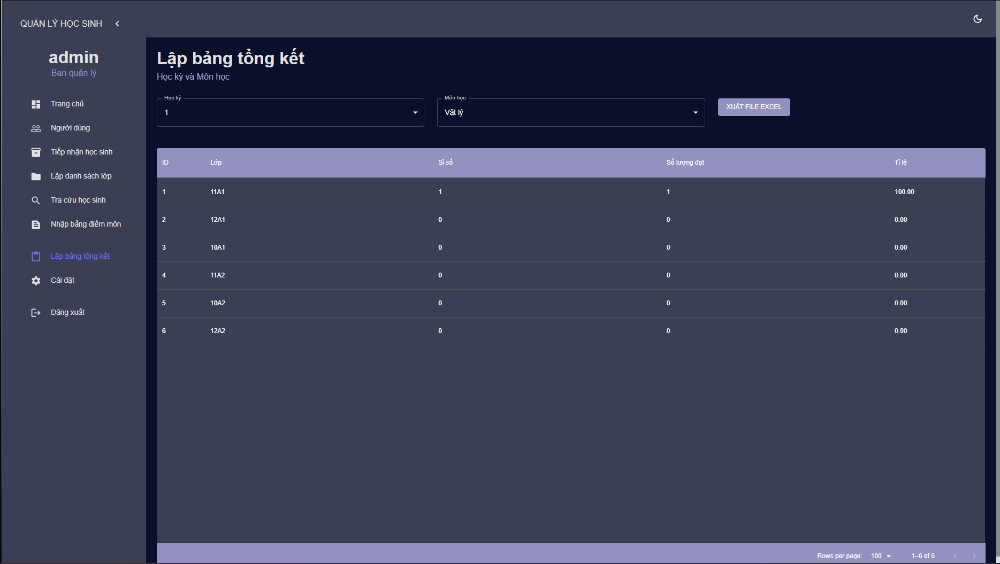 QUẢN LÝ HỌC SINH
admin
Ban quản lý
Trang chủ
Người dùng
Tiếp nhận học sinh
Lập danh sách lớp
Tra cứu học sinh
Nhập bảng điểm môn
Lập bảng tổng kết
Cài đặt
Đăng xuất
Lập bảng tổng kết
Học kỳ và Môn học
Học kỳ
1
Môn học
Vật lý
XUẤT FILE EXCEL
ID Lớp Sĩ số Số lượng đạt Tỉ lệ
1 11A1 1 1 100.00
2 12A1 0 0 0.00
3 10A1 0 0 0.00
4 11A2 0 0 0.00
5 10A2 0 0 0.00
6 12A2 0 0 0.00
Rows per page: 100 1–6 of 6